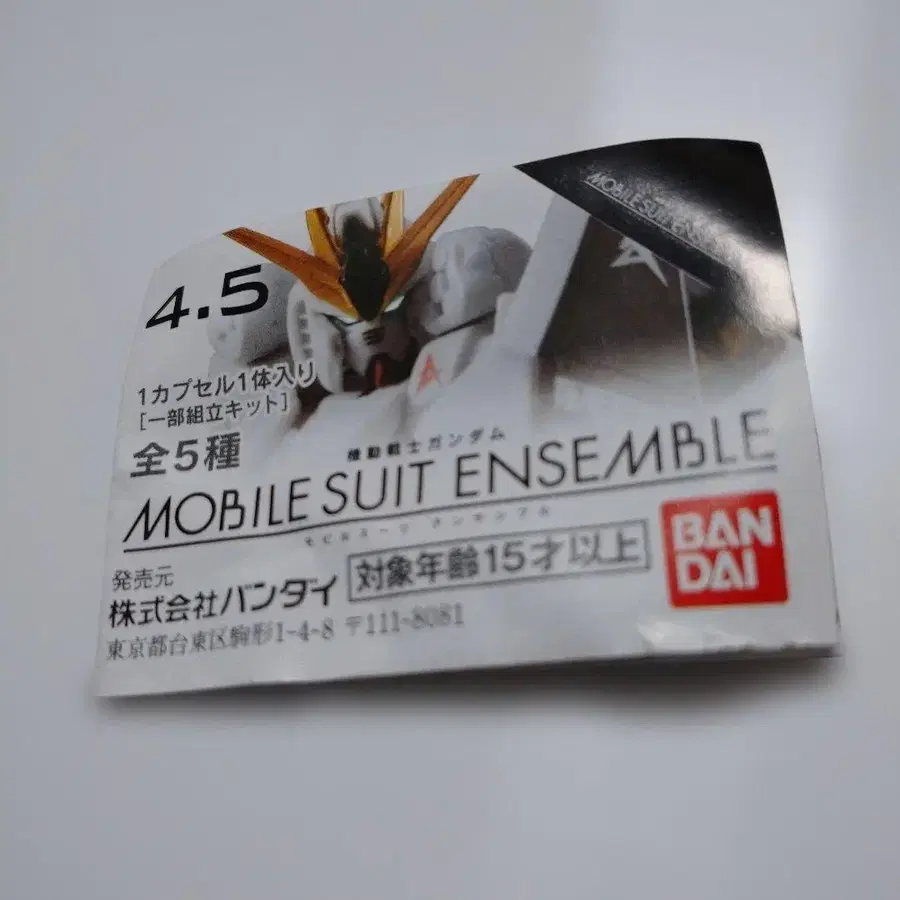 MOBILE SUIT ENSEMBLE
4.5
1カプセル1体入り
[一部組立キット]
全5種
機動戦士ガンダム
MOBILE SUIT ENSEMBLE
モビルスーツ アンサンブル
発売元
株式会社バンダイ
対象年齢15才以上
BAN
DAI
東京都台東区駒形1-4-8 〒111-8081